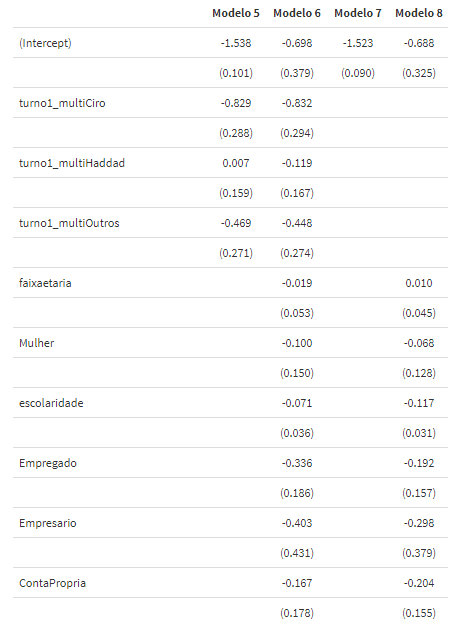 Modelo 5 Modelo 6 Modelo 7 Modelo 8
(Intercept) -1.538 -0.698 -1.523 -0.688
(0.101) (0.379) (0.090) (0.325)
turno1_multiCiro -0.829 -0.832
(0.288) (0.294)
turno1_multiHaddad 0.007 -0.119
(0.159) (0.167)
turno1_multiOutros -0.469 -0.448
(0.271) (0.274)
faixaetaria -0.019 0.010
(0.053) (0.045)
Mulher -0.100 -0.068
(0.150) (0.128)
escolaridade -0.071 -0.117
(0.036) (0.031)
Empregado -0.336 -0.192
(0.186) (0.157)
Empresario -0.403 -0.298
(0.431) (0.379)
ContaPropria -0.167 -0.204
(0.178) (0.155)